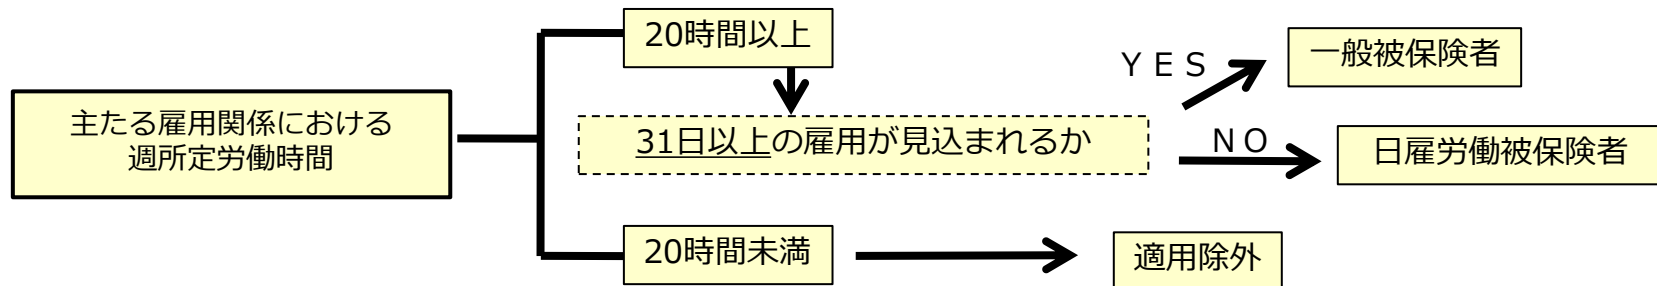 20時間以上
YES
一般被保険者
主たる雇用関係における
週所定労働時間
31日以上の雇用が見込まれるか
NO
日雇労働被保険者
20時間未満
適用除外